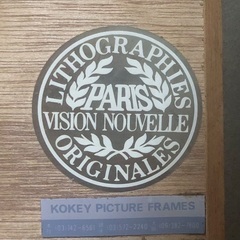 LITHOGRAPHIES
PARIS
VISION NOUVELLE
ORIGINALES
KOKEY PICTURE FRAMES